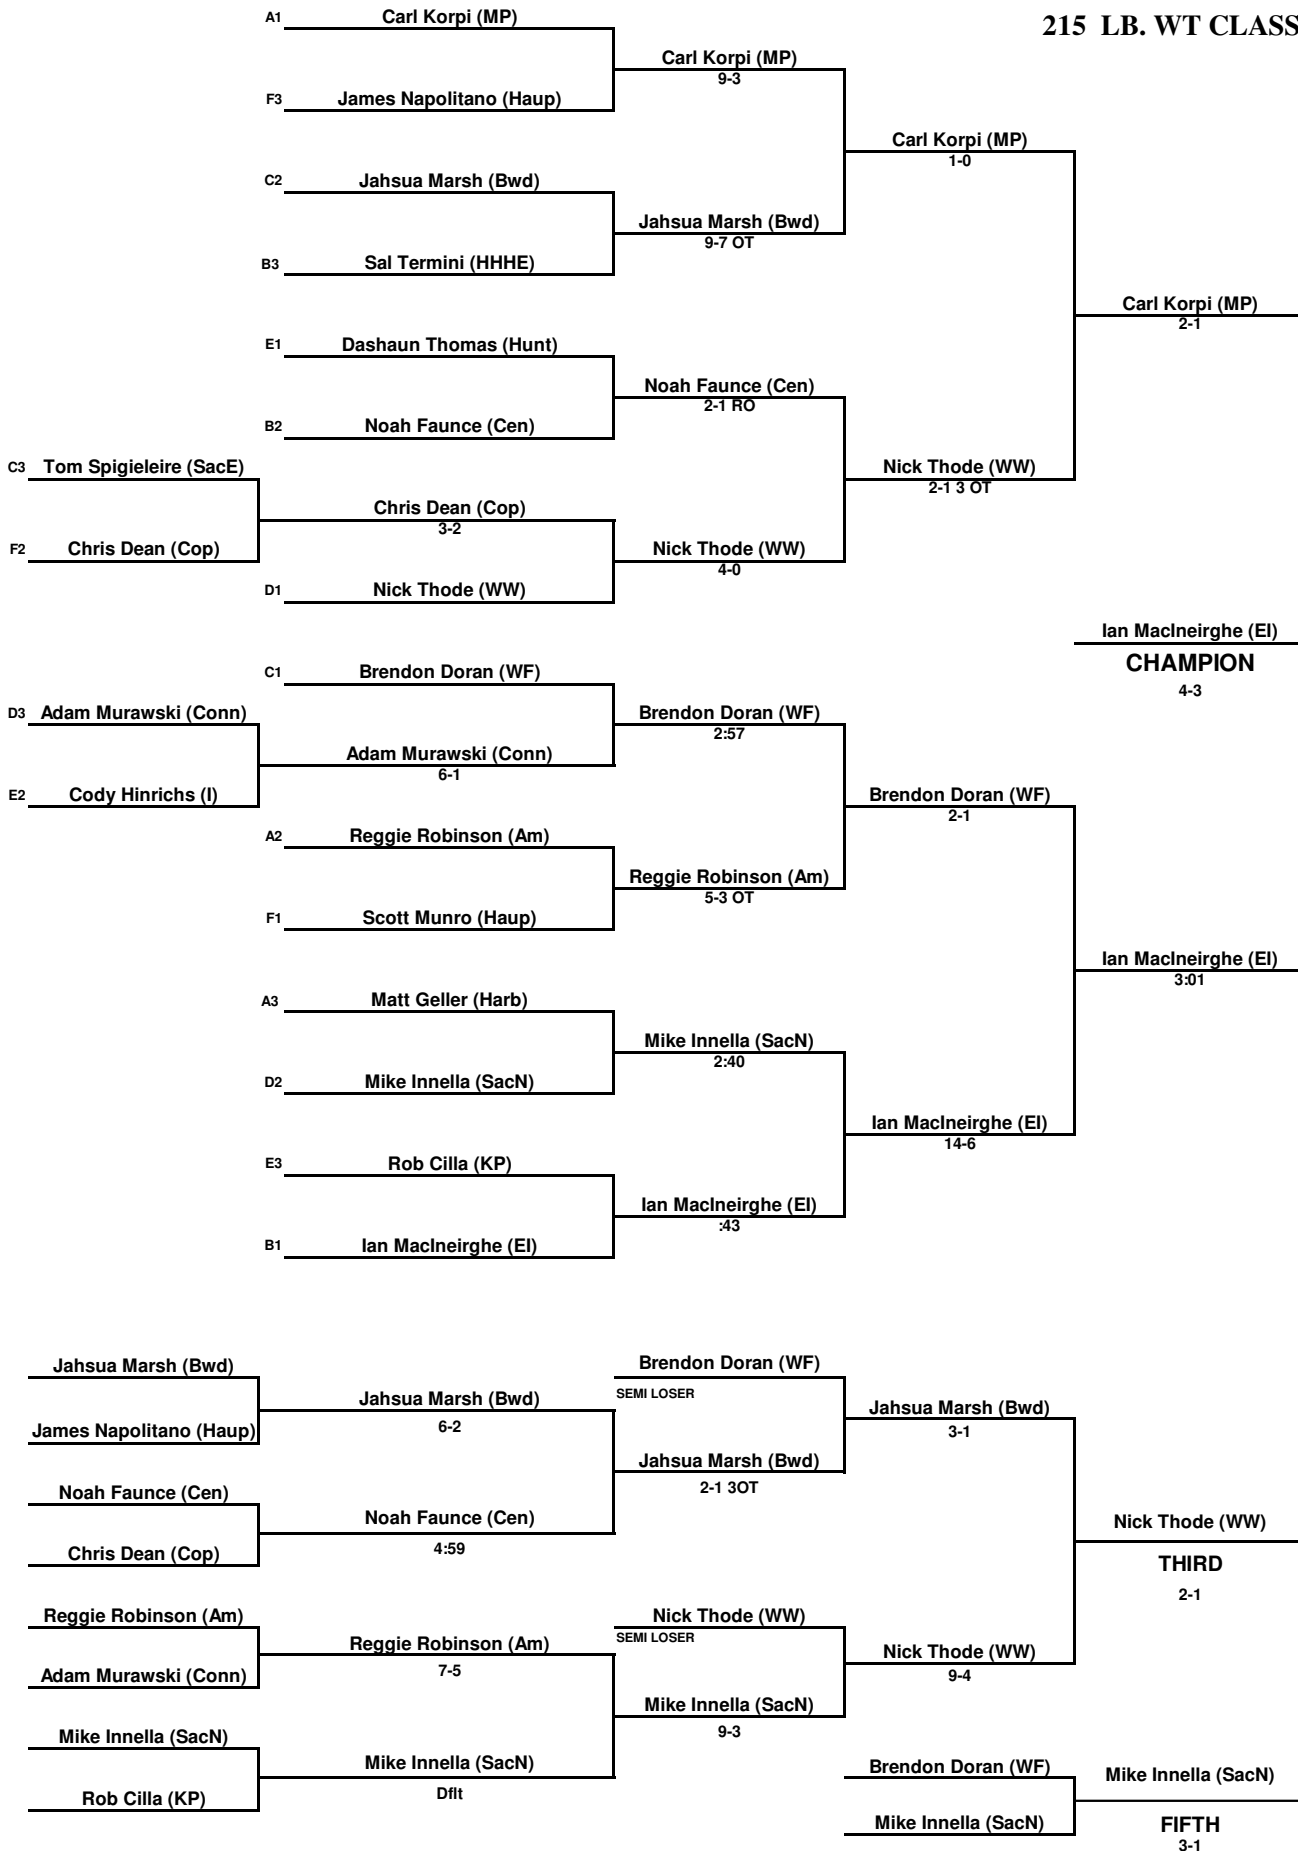 A1 Carl Korpi (MP)
215 LB. WT CLASS
Carl Korpi (MP)
9-3
F3 James Napolitano (Haup)
Carl Korpi (MP)
1-0
C2 Jahsua Marsh (Bwd)
Jahsua Marsh (Bwd)
9-7 OT
B3 Sal Termini (HHHE)
Carl Korpi (MP)
2-1
E1 Dashaun Thomas (Hunt)
Noah Faunce (Cen)
2-1 RO
B2 Noah Faunce (Cen)
C3 Tom Spigieleire (SacE)
Nick Thode (WW)
2-1 3 OT
Chris Dean (Cop)
3-2
F2 Chris Dean (Cop)
Nick Thode (WW)
4-0
D1 Nick Thode (WW)
Ian MacIneirghe (EI)
CHAMPION
4-3
C1 Brendon Doran (WF)
D3 Adam Murawski (Conn)
Brendon Doran (WF)
2:57
Adam Murawski (Conn)
6-1
E2 Cody Hinrichs (I)
Brendon Doran (WF)
2-1
A2 Reggie Robinson (Am)
Reggie Robinson (Am)
5-3 OT
F1 Scott Munro (Haup)
Ian MacIneirghe (EI)
3:01
A3 Matt Geller (Harb)
Mike Innella (SacN)
2:40
D2 Mike Innella (SacN)
Ian MacIneirghe (EI)
14-6
E3 Rob Cilla (KP)
Ian MacIneirghe (EI)
:43
B1 Ian MacIneirghe (EI)
Jahsua Marsh (Bwd)
Brendon Doran (WF)
SEMI LOSER
Jahsua Marsh (Bwd)
6-2
Jahsua Marsh (Bwd)
3-1
James Napolitano (Haup)
Jahsua Marsh (Bwd)
2-1 3OT
Noah Faunce (Cen)
Noah Faunce (Cen)
4:59
Nick Thode (WW)
THIRD
2-1
Chris Dean (Cop)
Reggie Robinson (Am)
Nick Thode (WW)
SEMI LOSER
Reggie Robinson (Am)
7-5
Nick Thode (WW)
9-4
Adam Murawski (Conn)
Mike Innella (SacN)
9-3
Mike Innella (SacN)
Mike Innella (SacN)
Dflt
Brendon Doran (WF)
Mike Innella (SacN)
Rob Cilla (KP)
Mike Innella (SacN)
FIFTH
3-1